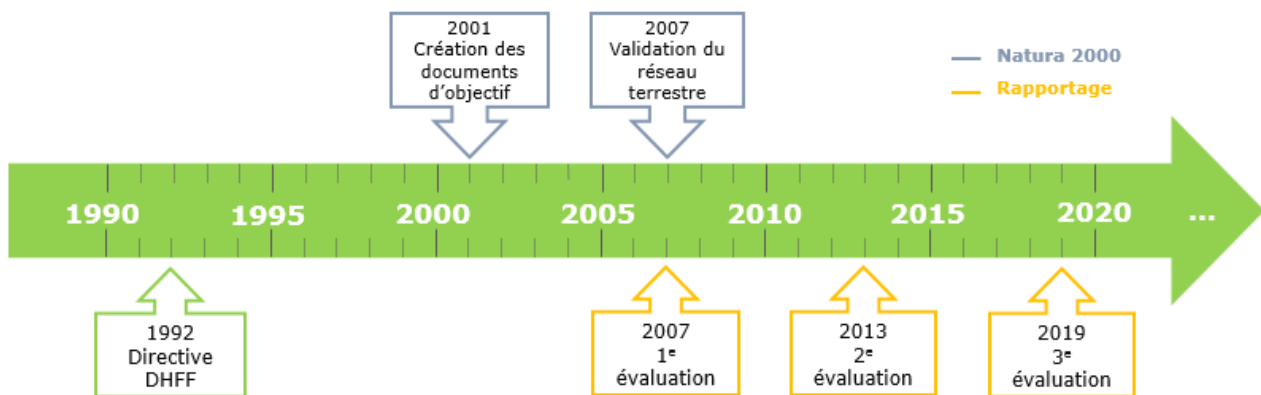 2001
Création des
documents
d'objectif
2007
Validation du
réseau
terrestre
Natura 2000
Rapportage
1990
1995
2000
2005
2010
2015
2020
...
1992
Directive
DHFF
2007
1e
évaluation
2013
2e
évaluation
2019
3e
évaluation